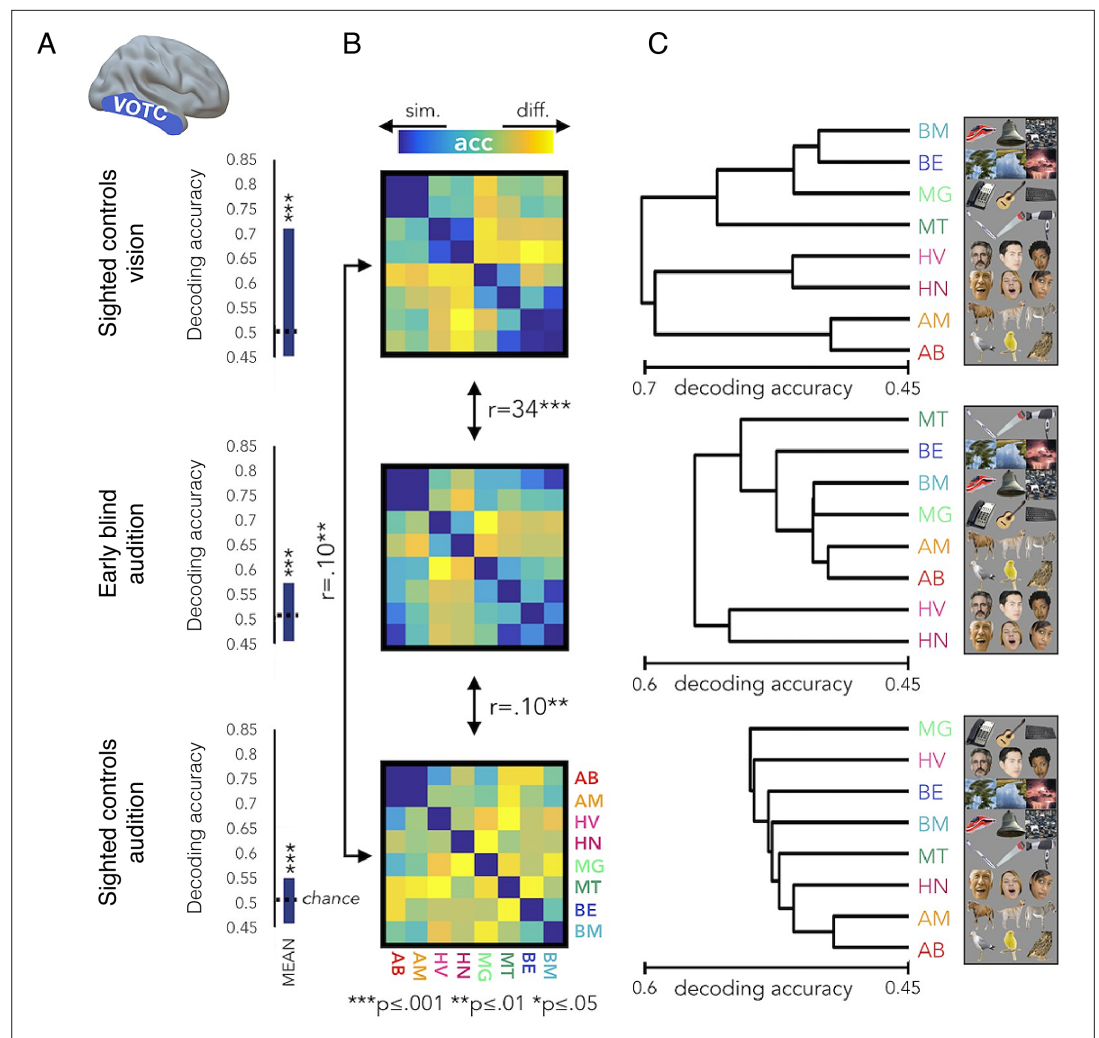 A
B
C
VOTC
sim.
diff.
acc
Sighted controls
vision
Decoding accuracy
0.85
0.8
0.75
0.7
0.65
0.6
0.55
0.5
0.45
***
BM
BE
MG
MT
HV
HN
AM
AB
0.7 decoding accuracy 0.45
r=34***
Early blind
audition
Decoding accuracy
0.85
0.8
0.75
0.7
0.65
0.6
0.55
0.5
0.45
***
r=.10**
MT
BE
BM
MG
AM
AB
HV
HN
0.6 decoding accuracy 0.45
r=.10**
Sighted controls
audition
Decoding accuracy
0.85
0.8
0.75
0.7
0.65
0.6
0.55
0.5
0.45
***
chance
MEAN
AB
AM
HV
HN
MG
MT
BE
BM
AB AM HV HN MG MT BE BM
MG
HV
BE
BM
MT
HN
AM
AB
0.6 decoding accuracy 0.45
***p≤.001 **p≤.01 *p≤.05